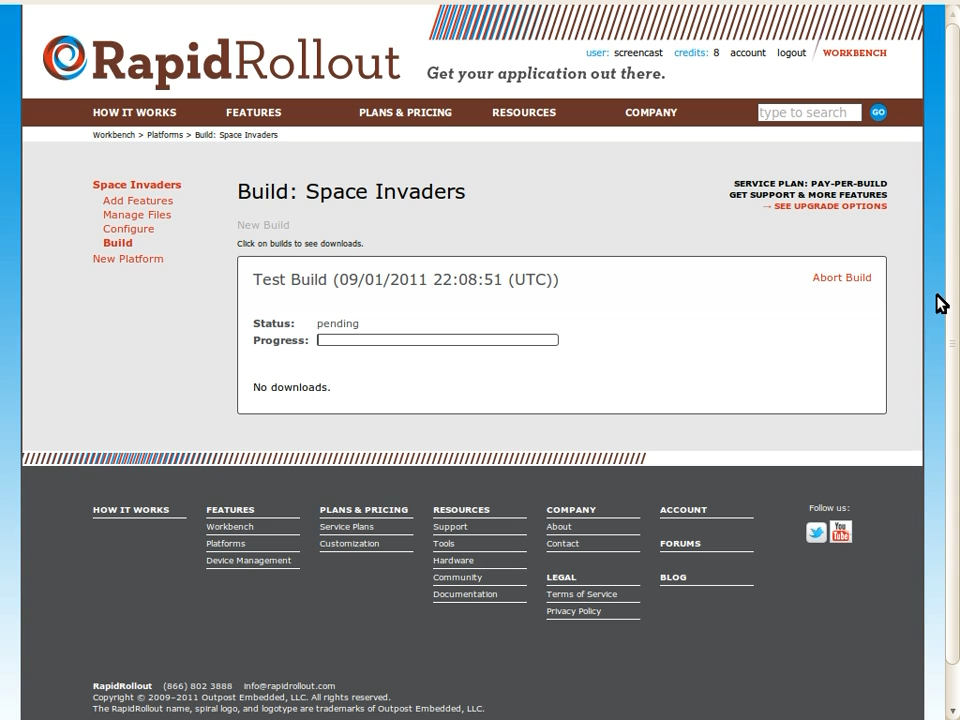 RapidRollout
Get your application out there.
user: screencast credits: 8 account logout WORKBENCH
HOW IT WORKS FEATURES PLANS & PRICING RESOURCES COMPANY type to search GO
Workbench > Platforms > Build: Space Invaders
Space Invaders
Add Features
Manage Files
Configure
Build
New Platform
Build: Space Invaders
SERVICE PLAN: PAY-PER-BUILD
GET SUPPORT & MORE FEATURES
→ SEE UPGRADE OPTIONS
New Build
Click on builds to see downloads.
Test Build (09/01/2011 22:08:51 (UTC))
Abort Build
Status: pending
Progress:
No downloads.
HOW IT WORKS
FEATURES
Workbench
Platforms
Device Management
PLANS & PRICING
Service Plans
Customization
RESOURCES
Support
Tools
Hardware
Community
Documentation
COMPANY
About
Contact
LEGAL
Terms of Service
Privacy Policy
ACCOUNT
FORUMS
BLOG
Follow us:
You
Tube
RapidRollout (866) 802 3888 info@rapidrollout.com
Copyright © 2009–2011 Outpost Embedded, LLC. All rights reserved.
The RapidRollout name, spiral logo, and logotype are trademarks of Outpost Embedded, LLC.